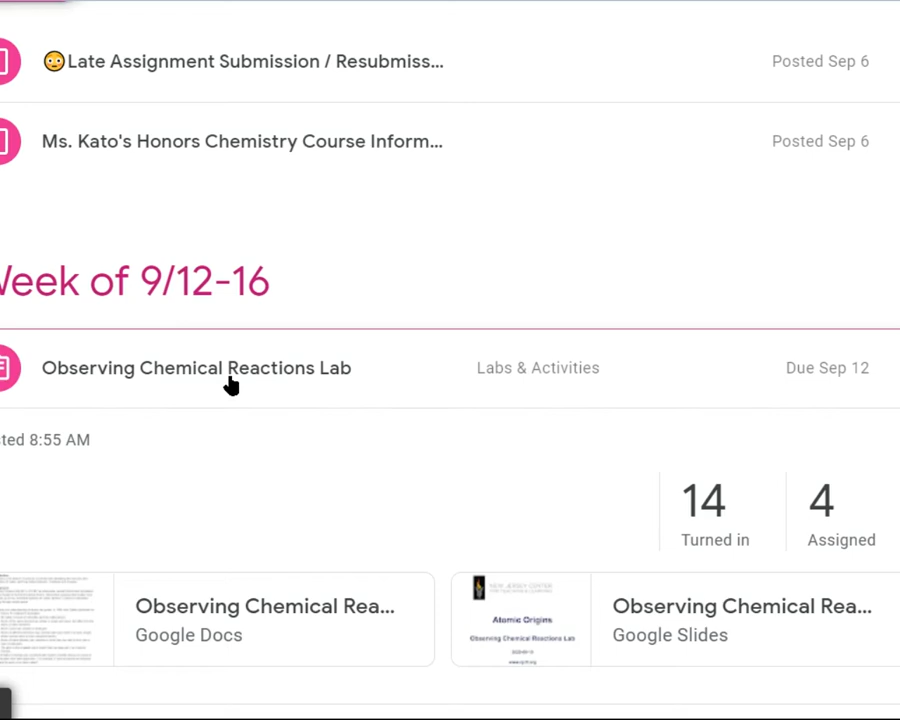 😳Late Assignment Submission / Resubmiss... Posted Sep 6
Ms. Kato's Honors Chemistry Course Inform... Posted Sep 6
Week of 9/12-16
Observing Chemical Reactions Lab Labs & Activities Due Sep 12
ted 8:55 AM
14 4
Turned in Assigned
Observing Chemical Rea... Observing Chemical Rea...
Google Docs Google Slides
NEW JERSEY CENTER
Atomic Origins
Observing Chemical Reactions Lab
www.njctl.org